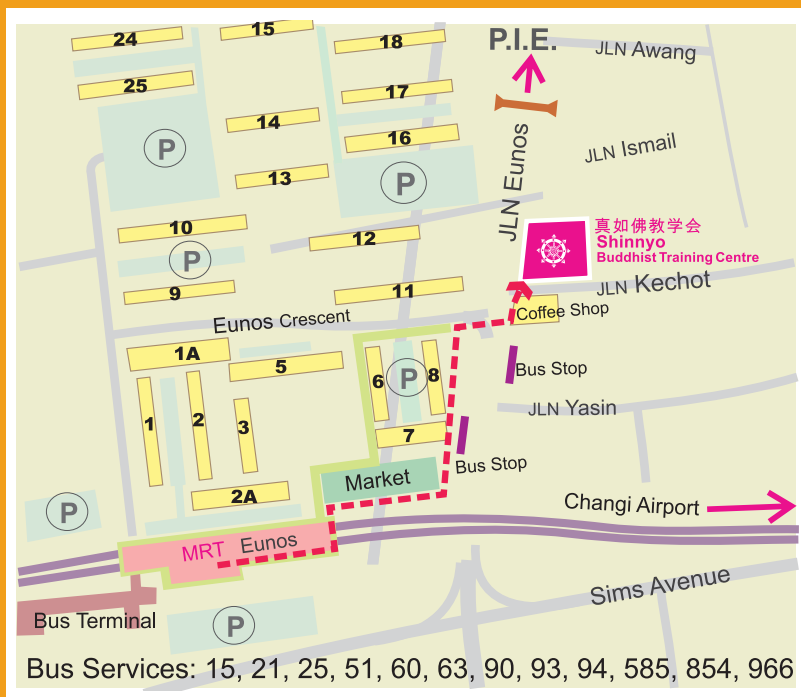 15
24
18
P.I.E.
JLN Awang
25
17
14
16
P
JLN Ismail
13
P
JLN Eunos
10
真如佛教学会
Shinnyo
Buddhist Training Centre
12
P
9
11
JLN Kechot
Coffee Shop
Eunos Crescent
1A
5
6
P
8
Bus Stop
1
2
3
7
JLN Yasin
Bus Stop
Market
2A
P
Changi Airport
MRT Eunos
Sims Avenue
Bus Terminal
P
Bus Services: 15, 21, 25, 51, 60, 63, 90, 93, 94, 585, 854, 966